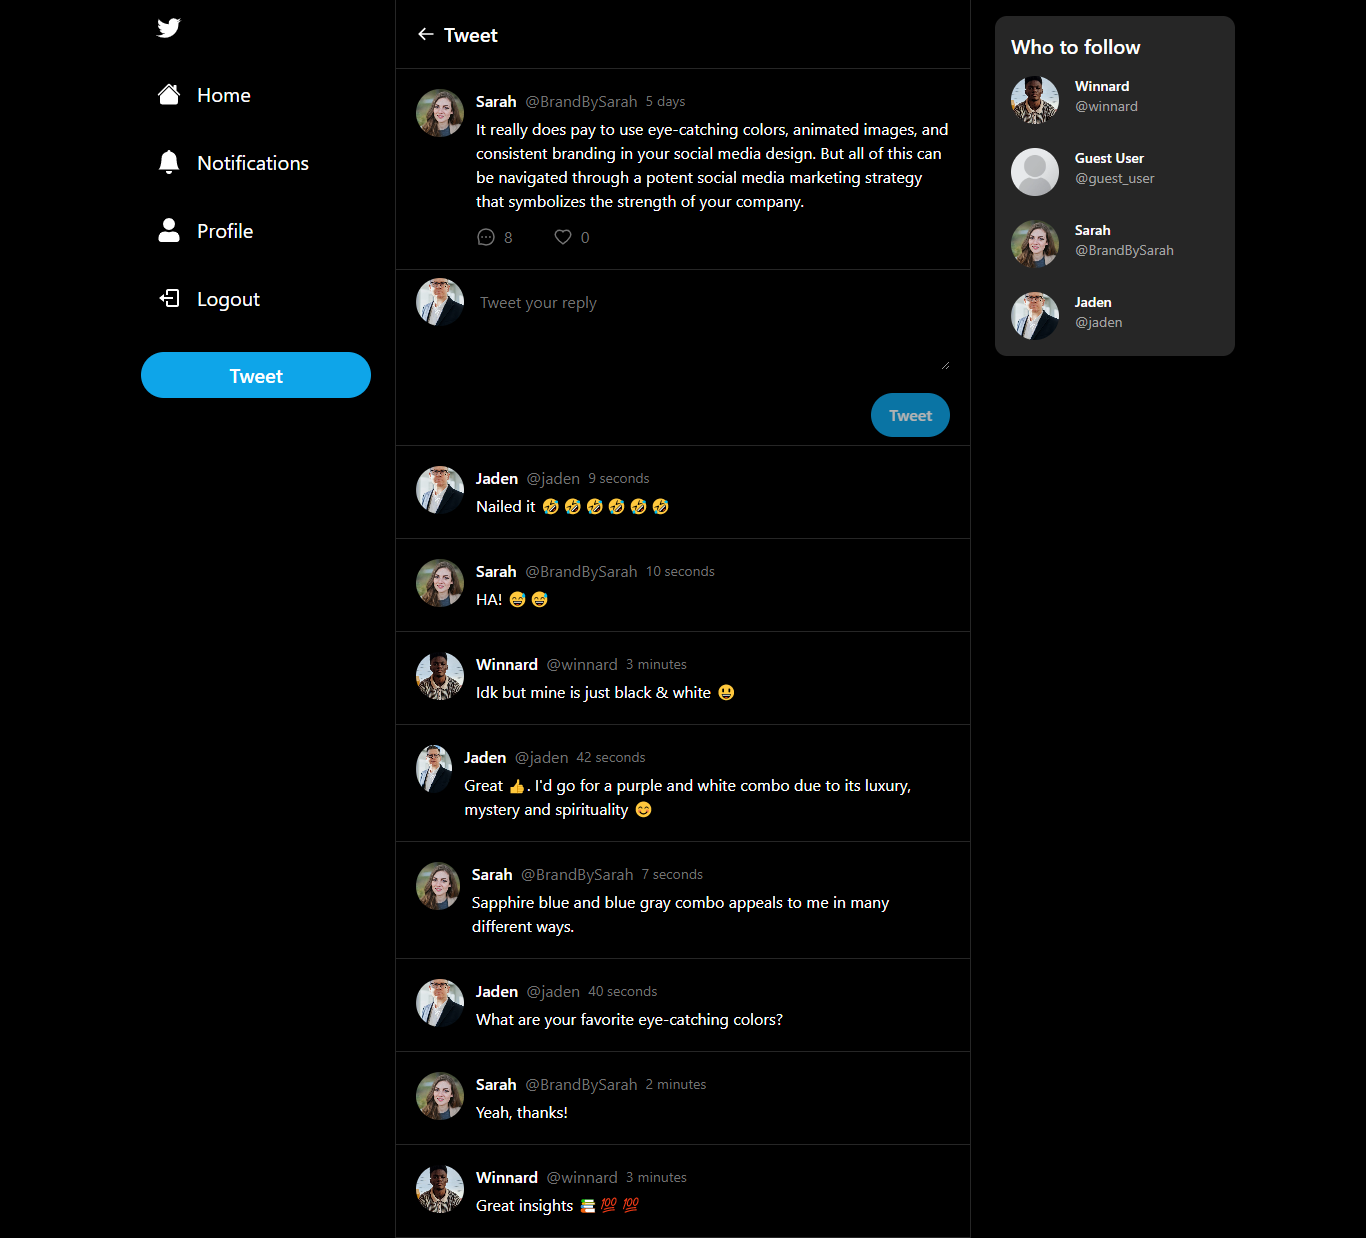 Home
Notifications
Profile
Logout
Tweet
Tweet
Sarah @BrandBySarah 5 days
It really does pay to use eye-catching colors, animated images, and
consistent branding in your social media design. But all of this can
be navigated through a potent social media marketing strategy
that symbolizes the strength of your company.
8 0
Tweet your reply
Tweet
Jaden @jaden 9 seconds
Nailed it 🤣🤣🤣🤣🤣🤣
Sarah @BrandBySarah 10 seconds
HA! 😅😅
Winnard @winnard 3 minutes
Idk but mine is just black & white 😃
Jaden @jaden 42 seconds
Great 👍. I'd go for a purple and white combo due to its luxury,
mystery and spirituality 😊
Sarah @BrandBySarah 7 seconds
Sapphire blue and blue gray combo appeals to me in many
different ways.
Jaden @jaden 40 seconds
What are your favorite eye-catching colors?
Sarah @BrandBySarah 2 minutes
Yeah, thanks!
Winnard @winnard 3 minutes
Great insights 📚💯💯
Who to follow
Winnard
@winnard
Guest User
@guest_user
Sarah
@BrandBySarah
Jaden
@jaden